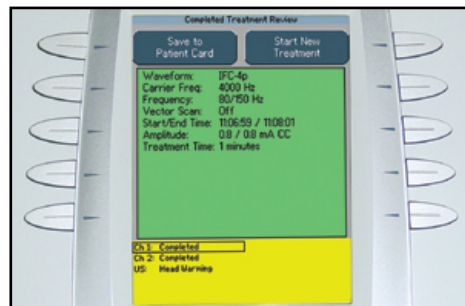 Completed Treatment Review
Save to
Patient Card
Start New
Treatment
Waveform: IFC-4p
Carrier Freq: 4000 Hz
Frequency: 80/150 Hz
Vector Scan: Off
Start/End Time: 11:06:59 / 11:08:01
Amplitude: 0.8 / 0.8 mA CC
Treatment Time: 1 minutes
Ch 1: Completed
Ch 2: Completed
US: Head Warming